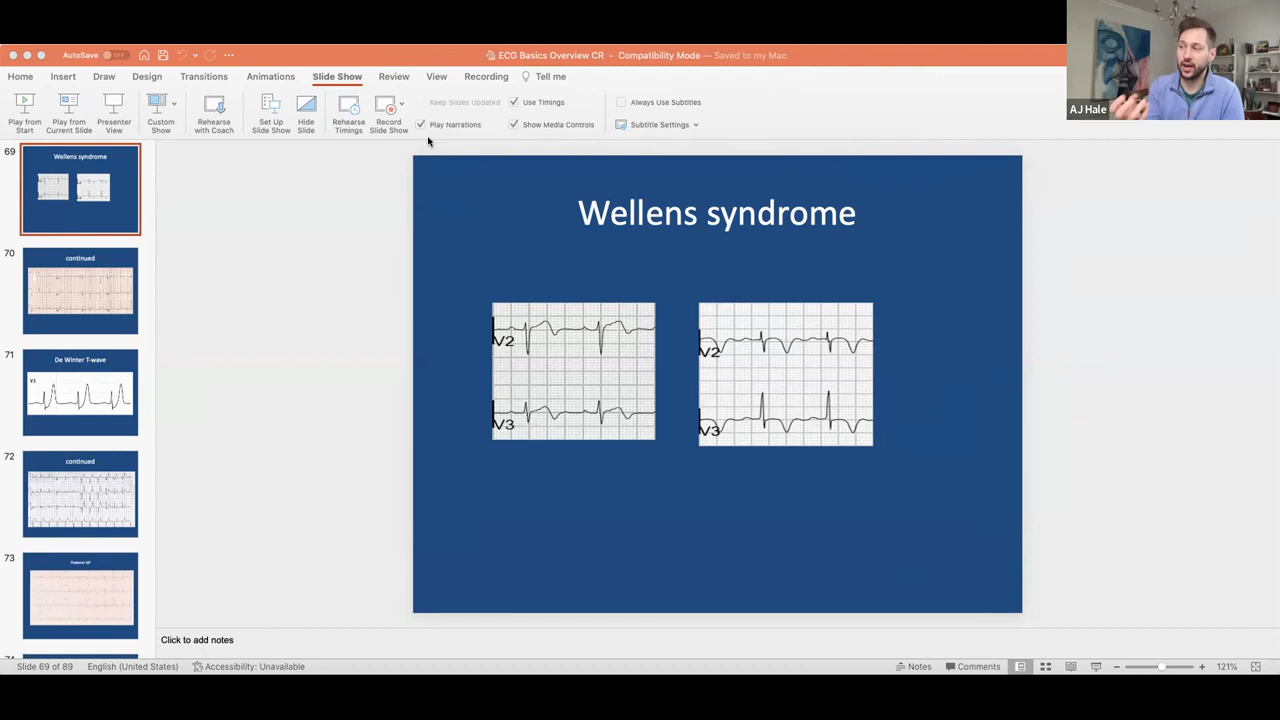 AutoSave OFF
ECG Basics Overview CR - Compatibility Mode — Saved to my Mac
Home Insert Draw Design Transitions Animations Slide Show Review View Recording Tell me
Play from Start
Play from Current Slide
Presenter View
Custom Show
Set Up Slide Show
Hide Slide
Rehearse with Coach
Rehearse Timings
Record Slide Show
Keep Slides Updated
Use Timings
Play Narrations
Show Media Controls
Always Use Subtitles
Subtitle Settings
AJ Hale
69
Wellens syndrome
70
continued
71
De Winter T-wave
V3
72
continued
73
Posterior MI
Wellens syndrome
V2
V3
V2
V3
Click to add notes
Slide 69 of 89 English (United States) Accessibility: Unavailable Notes Comments 121%